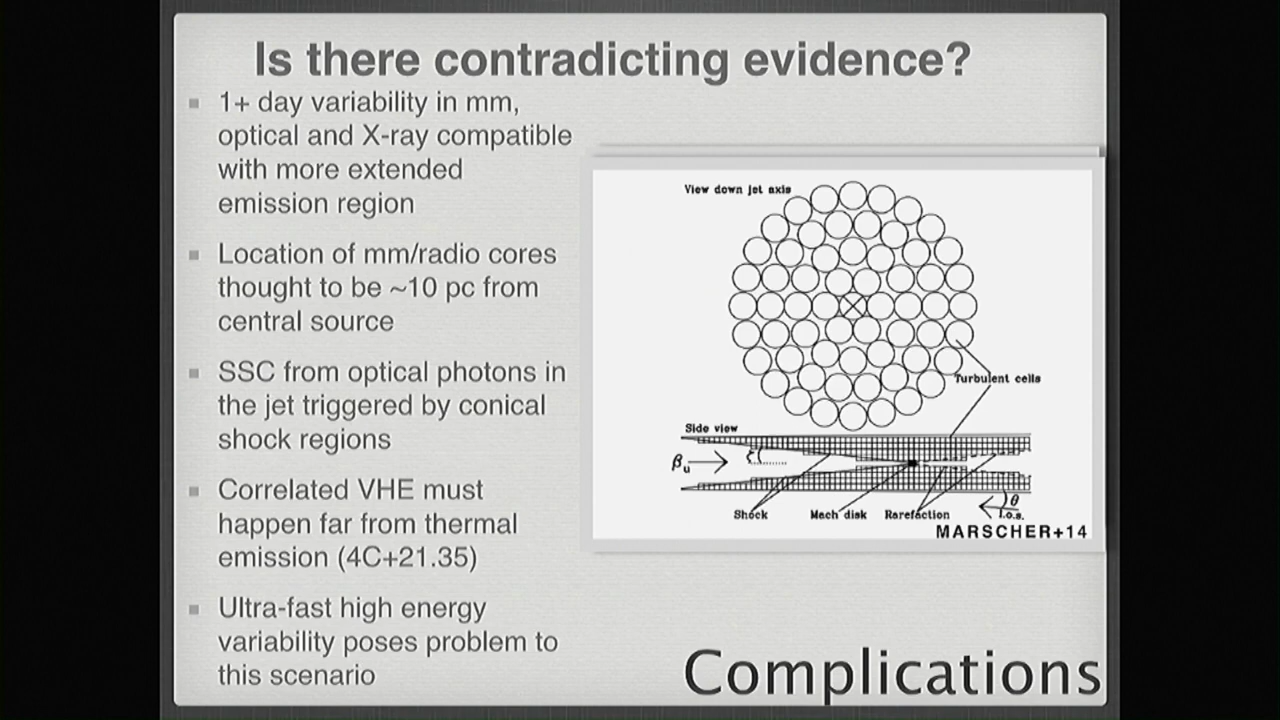 Is there contradicting evidence?
1+ day variability in mm,
optical and X-ray compatible
with more extended
emission region
Location of mm/radio cores
thought to be ~10 pc from
central source
SSC from optical photons in
the jet triggered by conical
shock regions
Correlated VHE must
happen far from thermal
emission (4C+21.35)
Ultra-fast high energy
variability poses problem to
this scenario
View down jet axis
Turbulent cells
Side view
βu
ξ
Shock
Mach disk
Rarefaction
θ
l.o.s.
MARSCHER+14
Complications